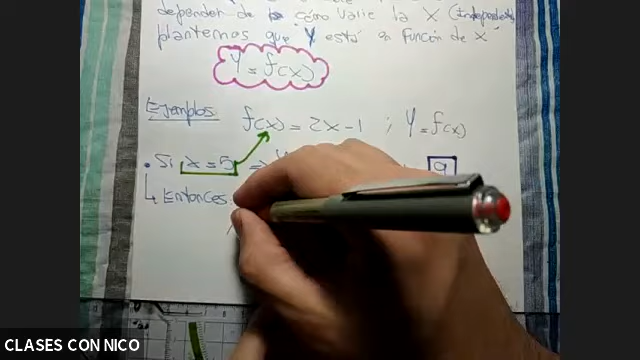 depender de cómo varíe la X (Independiente)
planteamos que Y está en función de X
Y = f(x)
Ejemplos f(x) = 2x - 1 ; Y = f(x)
• Si x = 5 => 9
Entonces
CLASES CON NICO